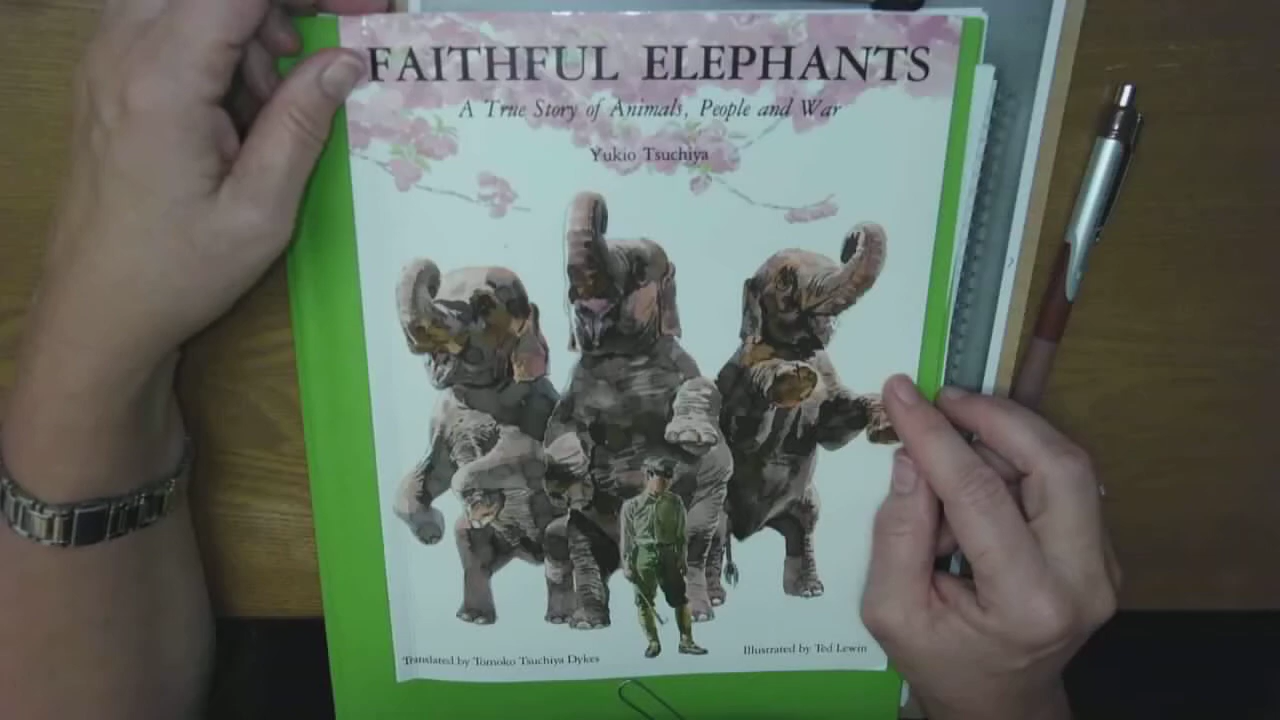 FAITHFUL ELEPHANTS
A True Story of Animals, People and War
Yukio Tsuchiya
Translated by Tomoko Tsuchiya Dykes
Illustrated by Ted Lewin